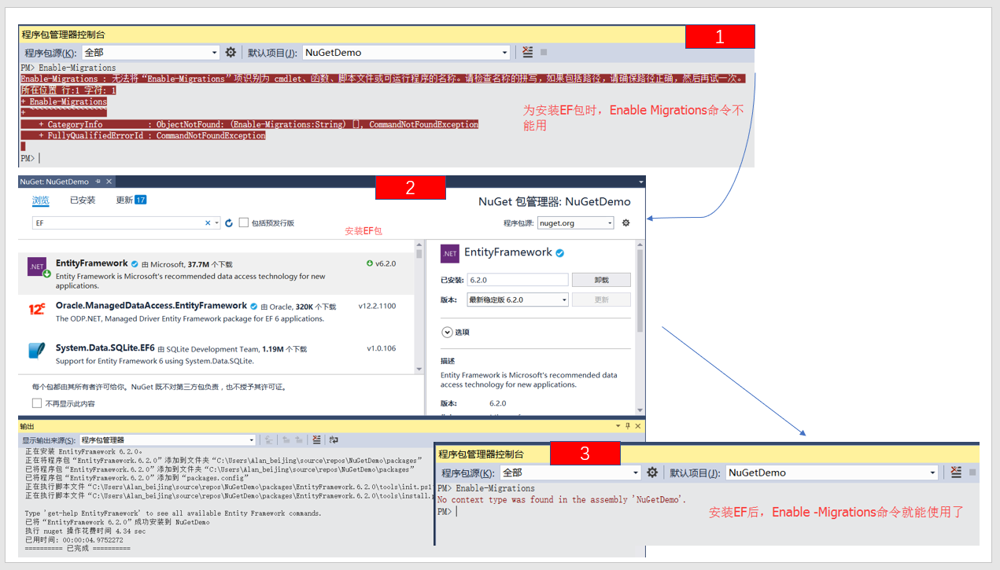 程序包管理器控制台
1
程序包源(K): 全部 默认项目(J): NuGetDemo
PM> Enable-Migrations
Enable-Migrations : 无法将“Enable-Migrations”项识别为 cmdlet、函数、脚本文件或可运行程序的名称。请检查名称的拼写，如果包括路径，请确保路径正确，然后再试一次。
所在位置 行:1 字符: 1
+ Enable-Migrations
+ ~~~~~~~~~~~~~~~~~
+ CategoryInfo : ObjectNotFound: (Enable-Migrations:String) [], CommandNotFoundException
+ FullyQualifiedErrorId : CommandNotFoundException
PM>
为安装EF包时，Enable Migrations命令不
能用
NuGet: NuGetDemo
2
浏览 已安装 更新 17
NuGet 包管理器: NuGetDemo
EF
包括预发行版
程序包源: nuget.org
安装EF包
.NET
EntityFramework 由 Microsoft, 37.7M 个下载 v6.2.0
Entity Framework is Microsoft's recommended data access technology for new
applications.
12c
Oracle.ManagedDataAccess.EntityFramework 由 Oracle, 320K 个下载 v12.2.1100
The ODP.NET, Managed Driver Entity Framework package for EF 6 applications.
System.Data.SQLite.EF6 由 SQLite Development Team, 1.19M 个下载 v1.0.106
Support for Entity Framework 6 using System.Data.SQLite.
每个包都由其所有者许可给你。NuGet 既不对第三方包负责，也不授予其许可证。
不再显示此内容
.NET
EntityFramework
已安装: 6.2.0 卸载
版本: 最新稳定版 6.2.0 更新
选项
描述
Entity Framework is Microsoft's recommended data
access technology for new applications.
版本: 6.2.0
输出
显示输出来源(S): 程序包管理器
正在安装 EntityFramework 6.2.0。
正在将程序包“EntityFramework.6.2.0”添加到文件夹“C:\Users\Alan_beijing\source\repos\NuGetDemo\packages”
已将程序包“EntityFramework.6.2.0”添加到文件夹“C:\Users\Alan_beijing\source\repos\NuGetDemo\packages”
已将程序包“EntityFramework.6.2.0”添加到“packages.config”
正在执行脚本文件“C:\Users\Alan_beijing\source\repos\NuGetDemo\packages\EntityFramework.6.2.0\tools\init.ps1
正在执行脚本文件“C:\Users\Alan_beijing\source\repos\NuGetDemo\packages\EntityFramework.6.2.0\tools\install.p
Type 'get-help EntityFramework' to see all available Entity Framework commands.
已将“EntityFramework 6.2.0”成功安装到 NuGetDemo
执行 nuget 操作花费时间 4.34 sec
已用时间: 00:00:04.9752272
========== 已完成 ==========
程序包管理器控制台
3
程序包源(K): 全部 默认项目(J): NuGetDemo
PM> Enable-Migrations
No context type was found in the assembly 'NuGetDemo'.
PM>
安装EF后，Enable -Migrations命令就能使用了